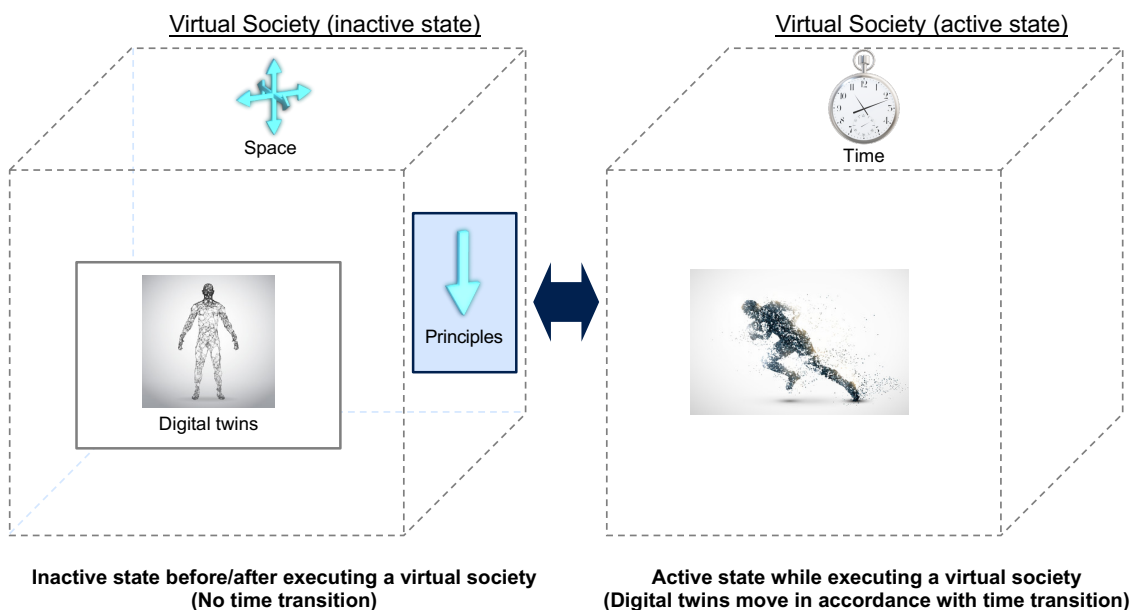 Virtual Society (inactive state)
Virtual Society (active state)
Space
Time
Principles
Digital twins
Inactive state before/after executing a virtual society
(No time transition)
Active state while executing a virtual society
(Digital twins move in accordance with time transition)